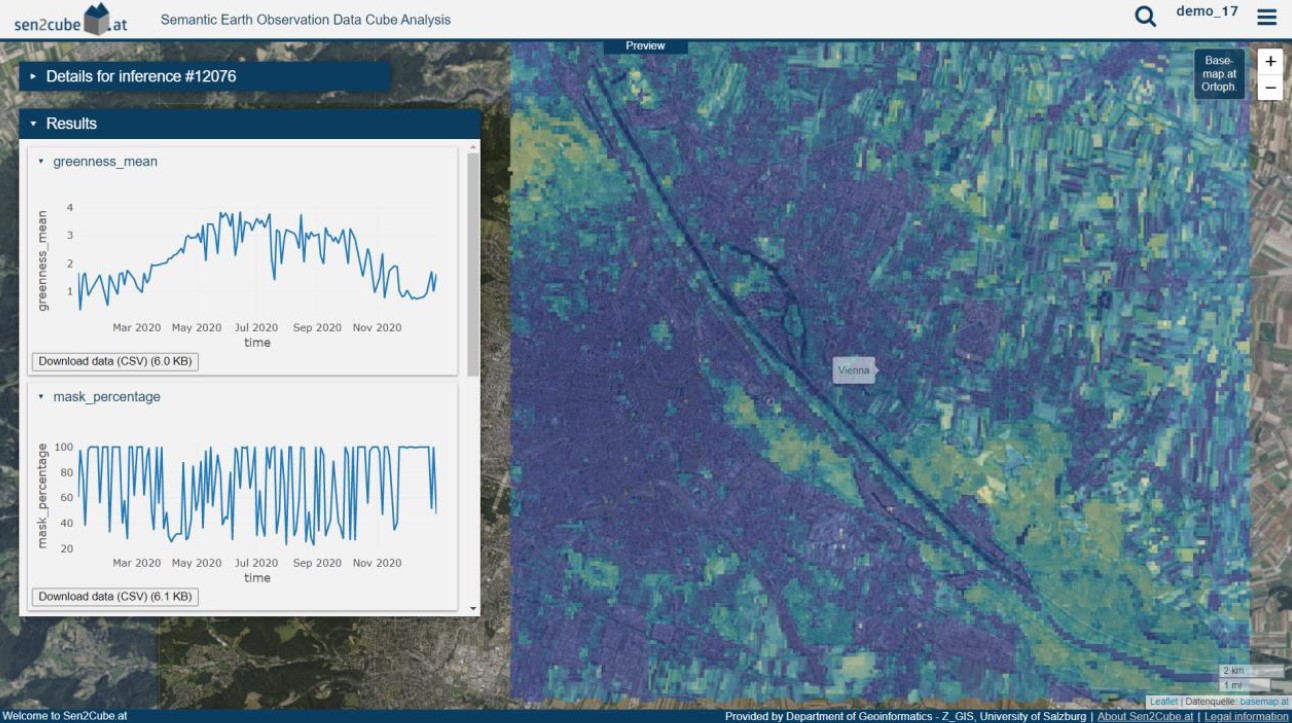 sen2cube.at
Semantic Earth Observation Data Cube Analysis
demo_17
Preview
Details for inference #12076
Base-
map.at
Ortoph.
+
−
Results
greenness_mean
4
3
2
1
greenness_mean
Mar 2020 May 2020 Jul 2020 Sep 2020 Nov 2020
time
Download data (CSV) (6.0 KB)
Vienna
mask_percentage
100
80
60
40
20
mask_percentage
Mar 2020 May 2020 Jul 2020 Sep 2020 Nov 2020
time
Download data (CSV) (6.1 KB)
2 km
1 mi
Leaflet | Datenquelle: basemap.at
Welcome to Sen2Cube.at
Provided by Department of Geoinformatics - Z_GIS, University of Salzburg | About Sen2Cube.at | Legal information